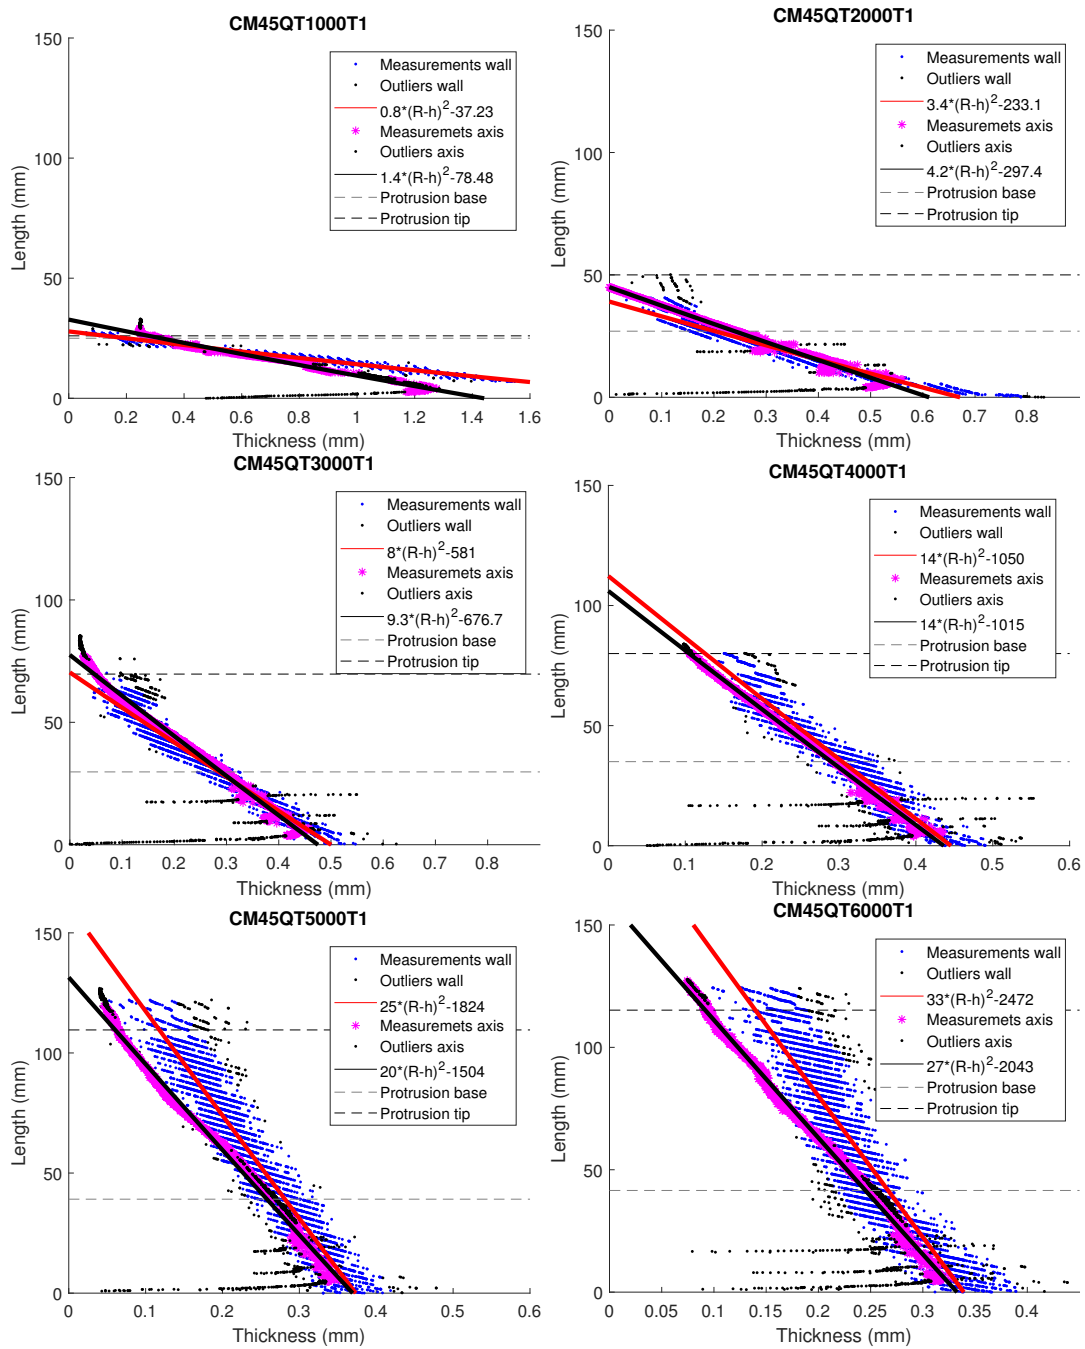 CM45QT1000T1
150
100
50
0
Length (mm)
0
0.2
0.4
0.6
0.8
1
1.2
1.4
1.6
Thickness (mm)
Measurements wall
Outliers wall
0.8*(R-h)^2-37.23
Measuremets axis
Outliers axis
1.4*(R-h)^2-78.48
Protrusion base
Protrusion tip
CM45QT2000T1
150
100
50
0
Length (mm)
0
0.1
0.2
0.3
0.4
0.5
0.6
0.7
0.8
Thickness (mm)
Measurements wall
Outliers wall
3.4*(R-h)^2-233.1
Measuremets axis
Outliers axis
4.2*(R-h)^2-297.4
Protrusion base
Protrusion tip
CM45QT3000T1
150
100
50
0
Length (mm)
0
0.1
0.2
0.3
0.4
0.5
0.6
0.7
0.8
Thickness (mm)
Measurements wall
Outliers wall
8*(R-h)^2-581
Measuremets axis
Outliers axis
9.3*(R-h)^2-676.7
Protrusion base
Protrusion tip
CM45QT4000T1
150
100
50
0
Length (mm)
0
0.1
0.2
0.3
0.4
0.5
0.6
Thickness (mm)
Measurements wall
Outliers wall
14*(R-h)^2-1050
Measuremets axis
Outliers axis
14*(R-h)^2-1015
Protrusion base
Protrusion tip
CM45QT5000T1
150
100
50
0
Length (mm)
0
0.1
0.2
0.3
0.4
0.5
0.6
Thickness (mm)
Measurements wall
Outliers wall
25*(R-h)^2-1824
Measuremets axis
Outliers axis
20*(R-h)^2-1504
Protrusion base
Protrusion tip
CM45QT6000T1
150
100
50
0
Length (mm)
0
0.05
0.1
0.15
0.2
0.25
0.3
0.35
0.4
Thickness (mm)
Measurements wall
Outliers wall
33*(R-h)^2-2472
Measuremets axis
Outliers axis
27*(R-h)^2-2043
Protrusion base
Protrusion tip